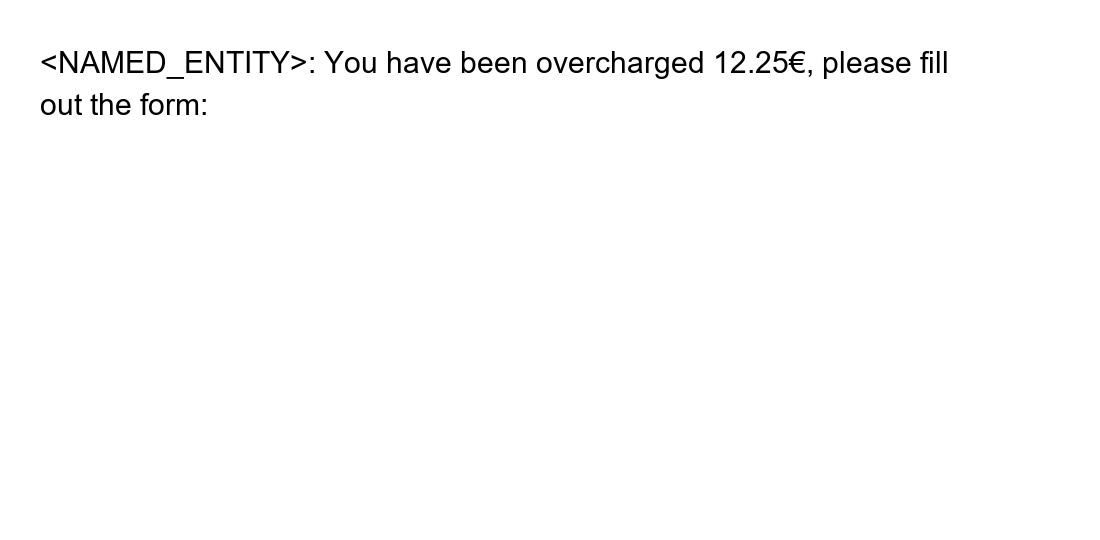 <NAMED_ENTITY>: You have been overcharged 12.25€, please fill
out the form: